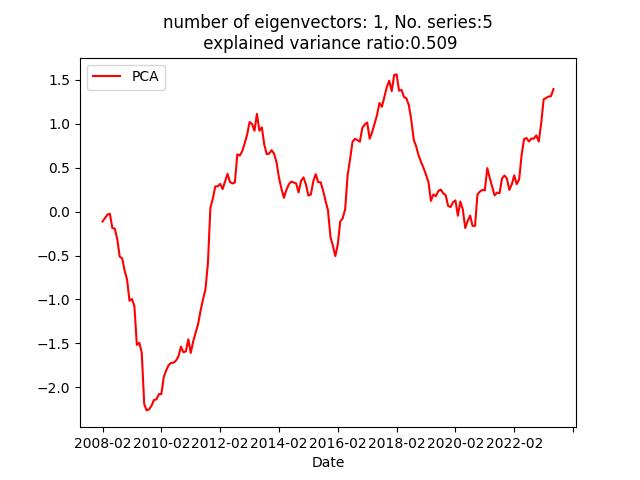 number of eigenvectors: 1, No. series:5
explained variance ratio:0.509
PCA
1.5
1.0
0.5
0.0
−0.5
−1.0
−1.5
−2.0
2008-02 2010-02 2012-02 2014-02 2016-02 2018-02 2020-02 2022-02
Date